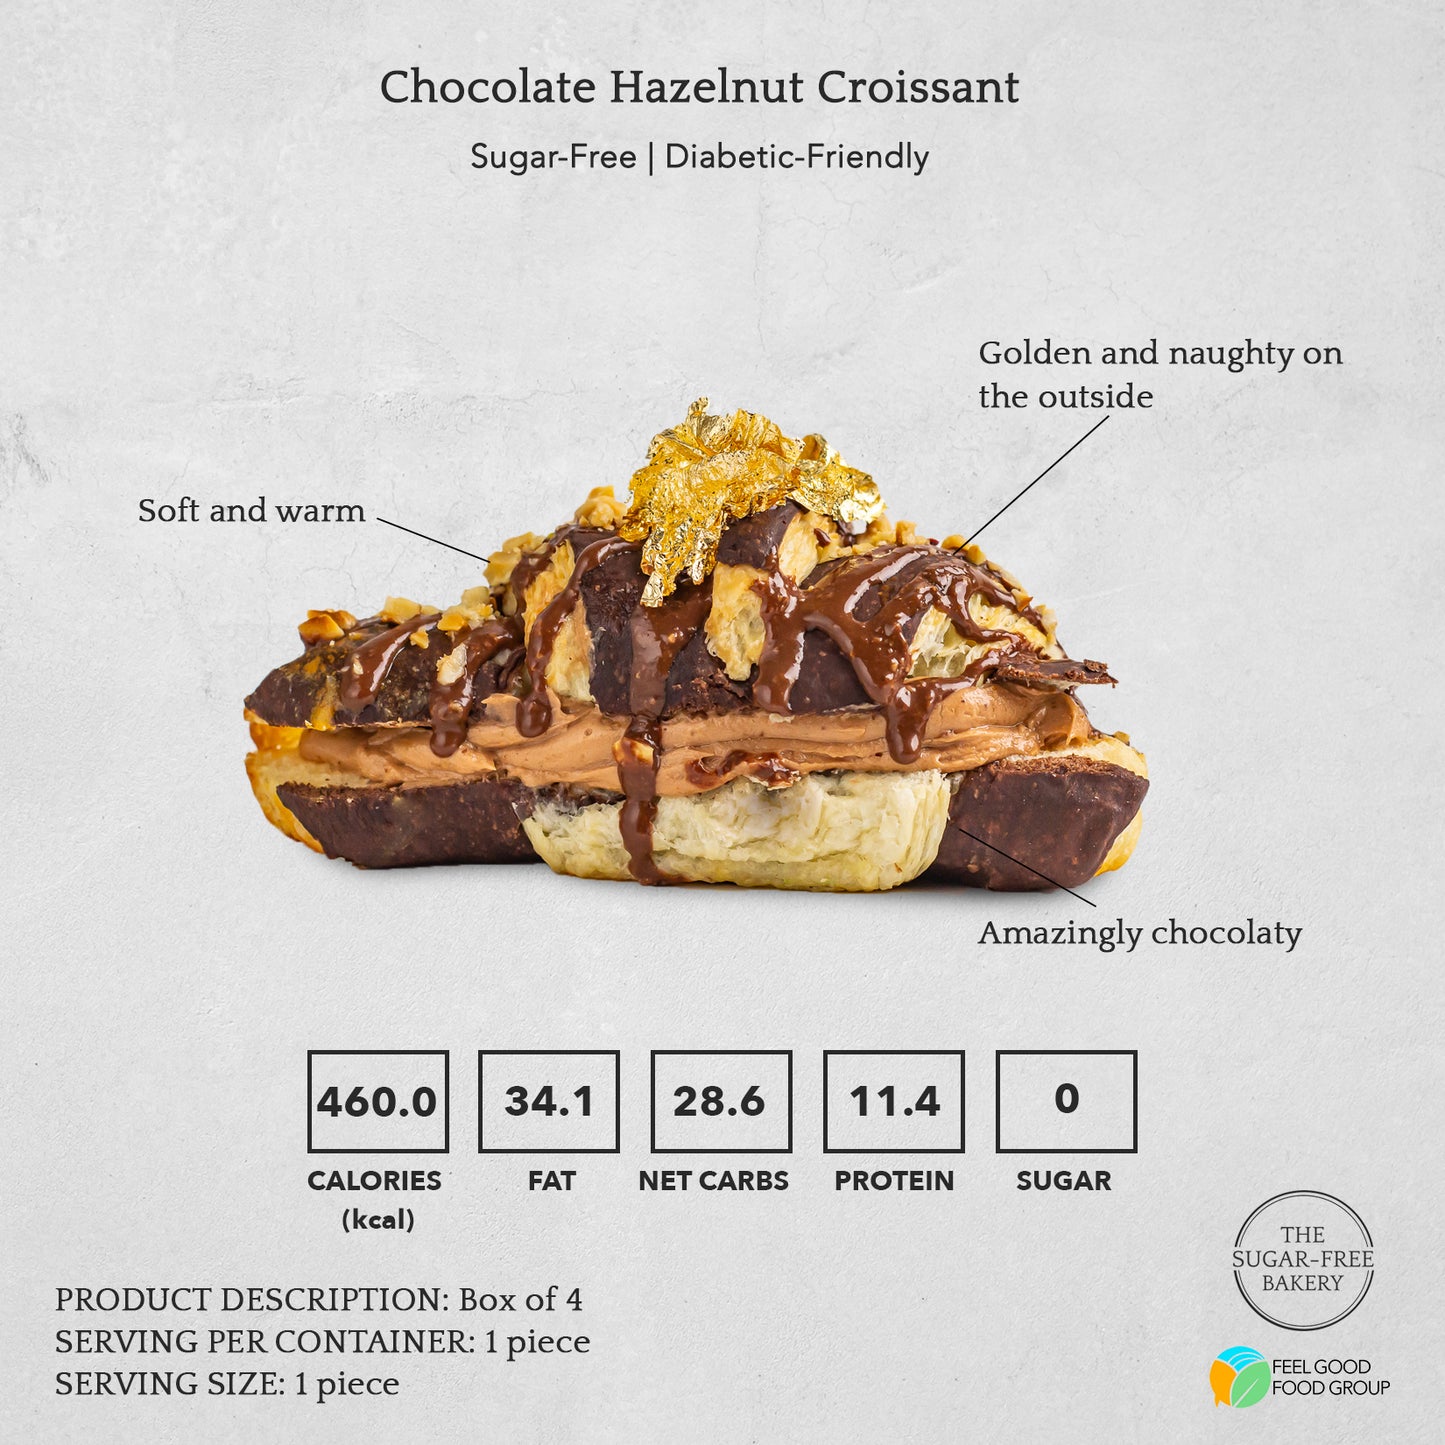 Chocolate Hazelnut Croissant
Sugar-Free | Diabetic-Friendly
Golden and naughty on
the outside
Soft and warm
Amazingly chocolaty
460.0 34.1 28.6 11.4 0
CALORIES FAT NET CARBS PROTEIN SUGAR
(kcal)
PRODUCT DESCRIPTION: Box of 4
SERVING PER CONTAINER: 1 piece
SERVING SIZE: 1 piece
THE
SUGAR-FREE
BAKERY
FEEL GOOD
FOOD GROUP